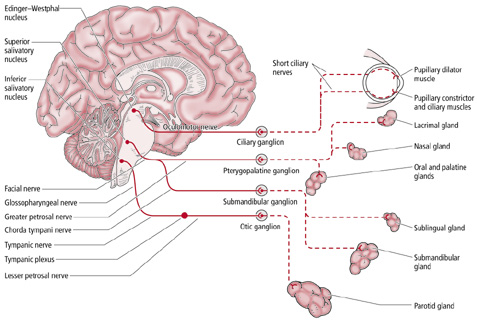 Edinger–Westphal
nucleus
Superior
salivatory
nucleus
Inferior
salivatory
nucleus
Oculomotor nerve
Short ciliary
nerves
Ciliary ganglion
Pterygopalatine ganglion
Submandibular ganglion
Otic ganglion
Facial nerve
Glossopharyngeal nerve
Greater petrosal nerve
Chorda tympani nerve
Tympanic nerve
Tympanic plexus
Lesser petrosal nerve
Pupillary dilator
muscle
Pupillary constrictor
and ciliary muscles
Lacrimal gland
Nasal gland
Oral and palatine
glands
Sublingual gland
Submandibular
gland
Parotid gland